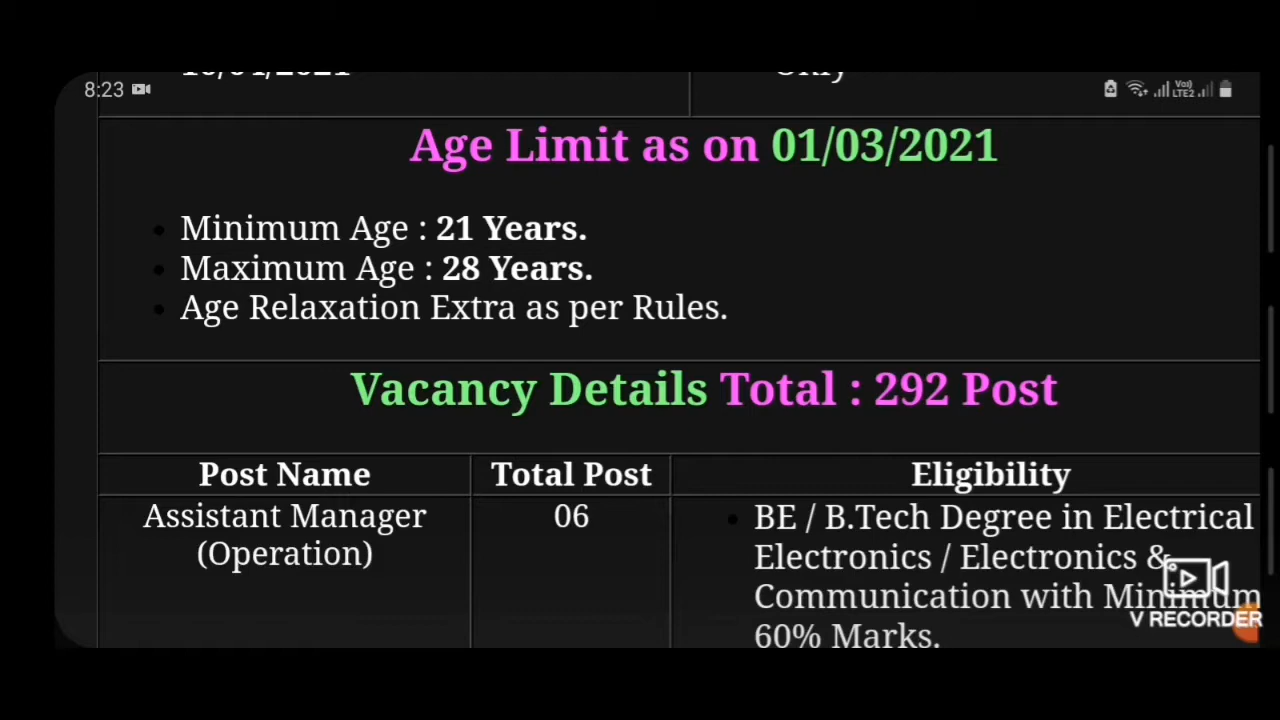 8:23
Only
Age Limit as on 01/03/2021
Minimum Age : 21 Years.
Maximum Age : 28 Years.
Age Relaxation Extra as per Rules.
Vacancy Details Total : 292 Post
Post Name Total Post Eligibility
Assistant Manager 06 BE / B.Tech Degree in Electrical
(Operation) Electronics / Electronics &
Communication with Minimum
60% Marks.
V RECORDER